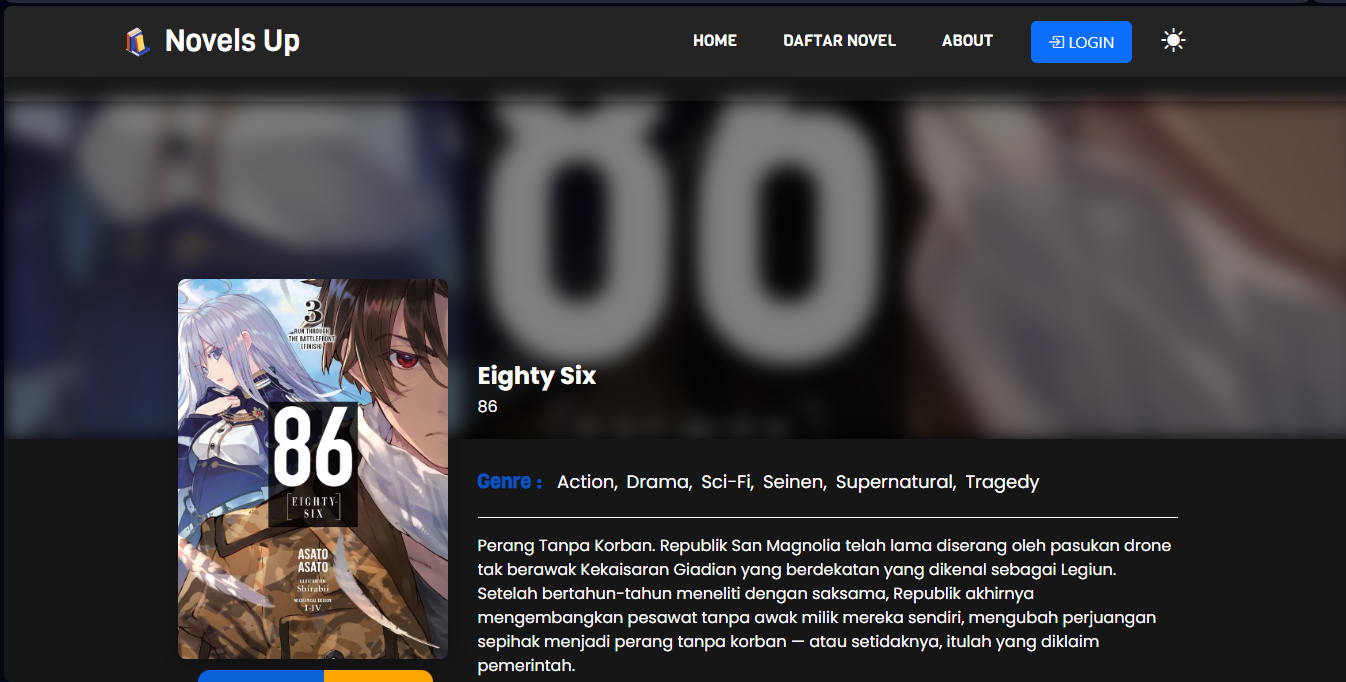 Novels Up
HOME
DAFTAR NOVEL
ABOUT
LOGIN
86
3
RUN THROUGH
THE BATTLEFRONT
(FINISH)
86
EIGHTY
SIX
ASATO
ASATO
Shirabii
I-IV
Eighty Six
86
Genre :
Action, Drama, Sci-Fi, Seinen, Supernatural, Tragedy
Perang Tanpa Korban. Republik San Magnolia telah lama diserang oleh pasukan drone
tak berawak Kekaisaran Giadian yang berdekatan yang dikenal sebagai Legiun.
Setelah bertahun-tahun meneliti dengan saksama, Republik akhirnya
mengembangkan pesawat tanpa awak milik mereka sendiri, mengubah perjuangan
sepihak menjadi perang tanpa korban — atau setidaknya, itulah yang diklaim
pemerintah.